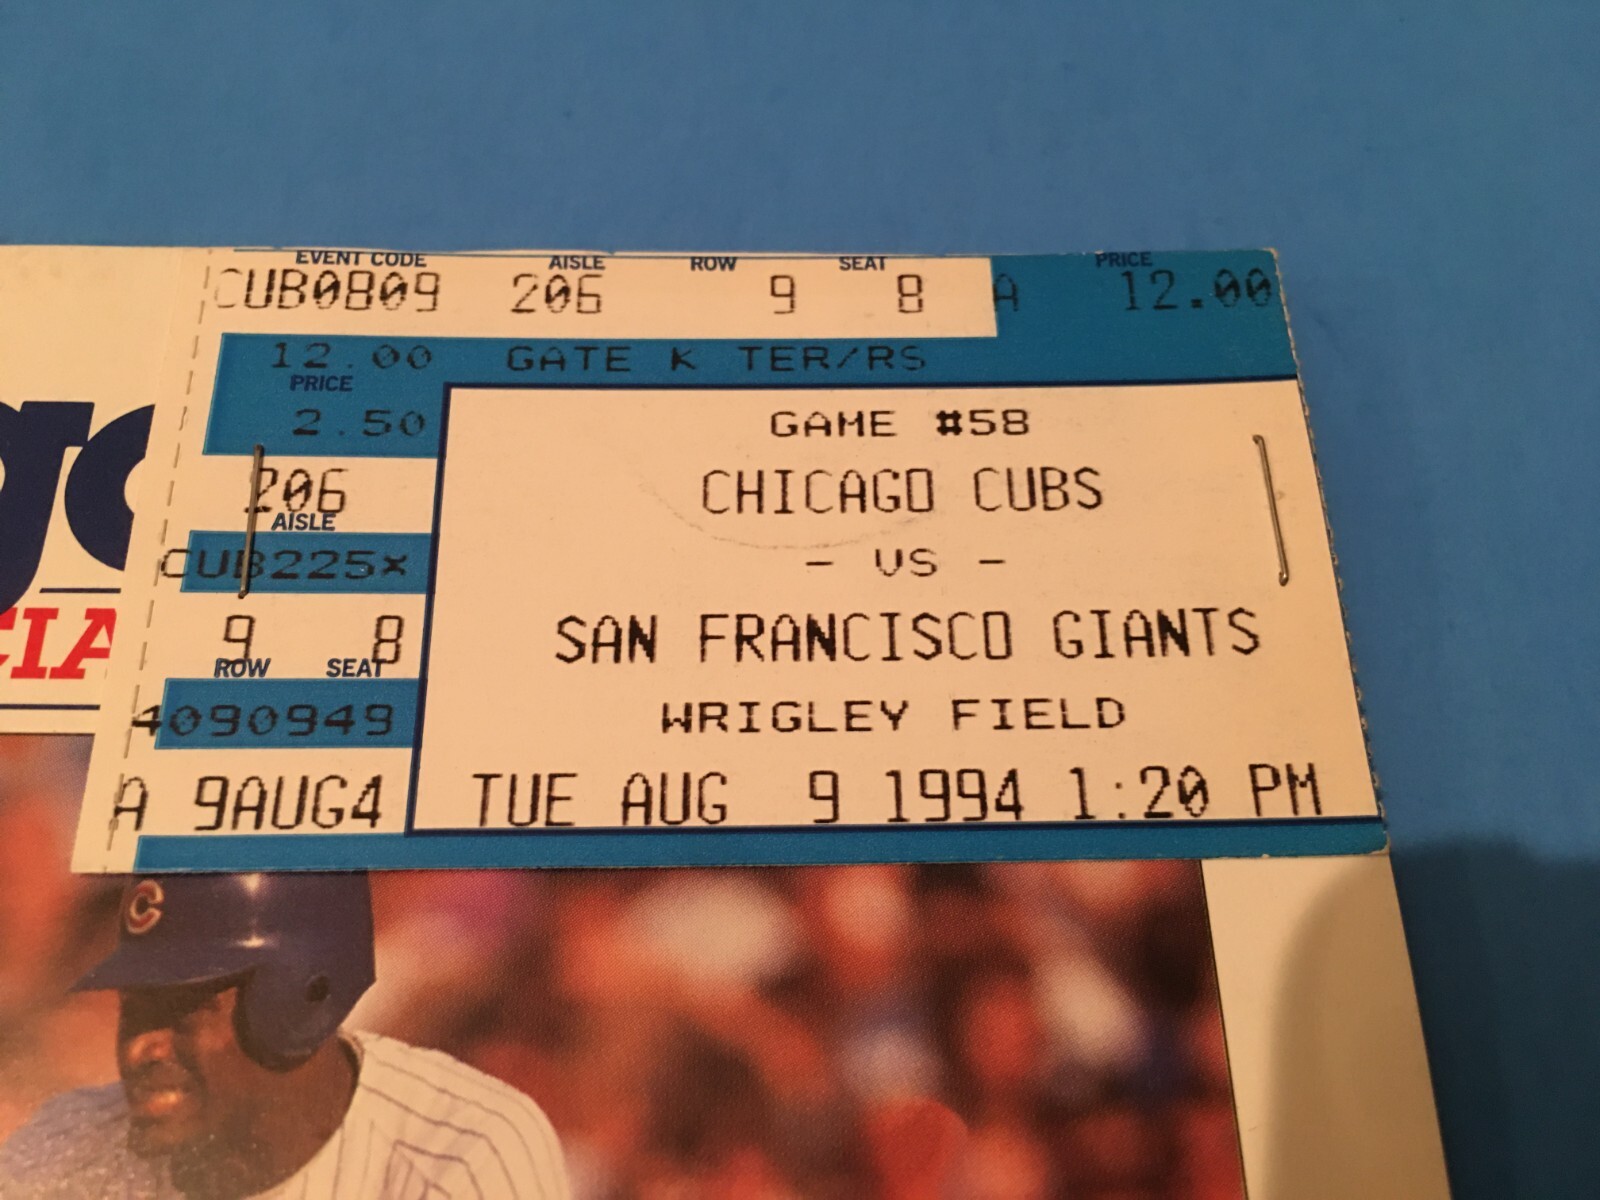 EVENT CODE AISLE ROW SEAT PRICE
CUB0809 206 9 8 A 12.00
12.00 GATE K TER/RS
PRICE
2.50
206
AISLE
CUB225X
9 8
ROW SEAT
4090949
A 9AUG4
GAME #58
CHICAGO CUBS
- VS -
SAN FRANCISCO GIANTS
WRIGLEY FIELD
TUE AUG 9 1994 1:20 PM
CIA
C